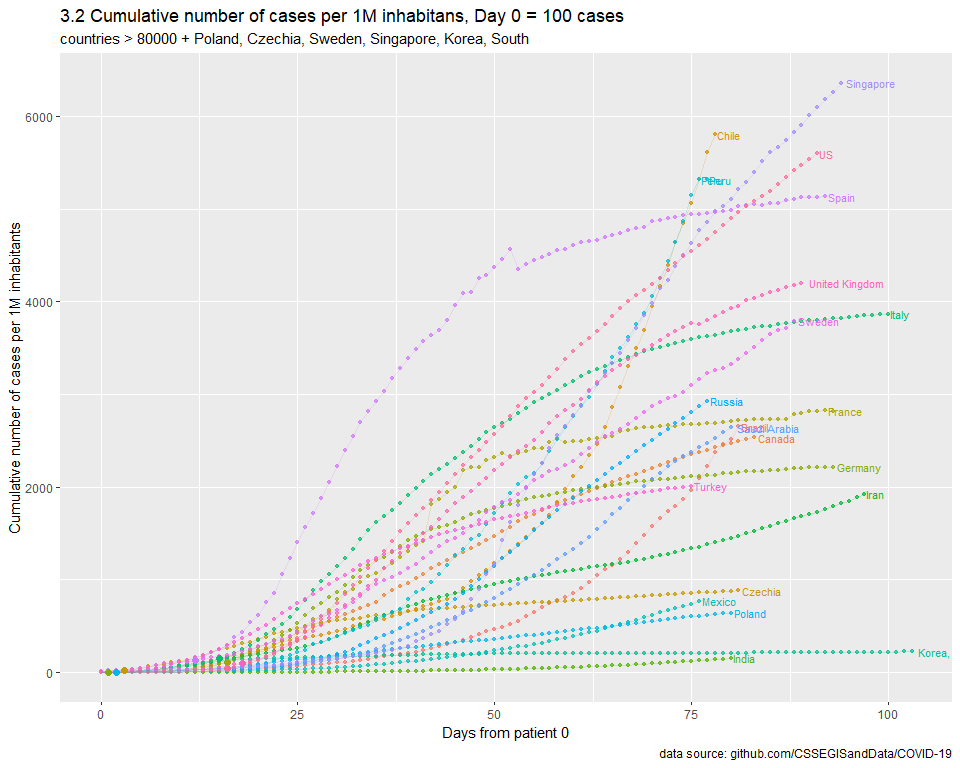 3.2 Cumulative number of cases per 1M inhabitans, Day 0 = 100 cases
countries > 80000 + Poland, Czechia, Sweden, Singapore, Korea, South
Cumulative number of cases per 1M inhabitants
6000
4000
2000
0
Singapore
Chile
US
Peru
Spain
United Kingdom
Italy
Sweden
Russia
France
Brazil
Saudi Arabia
Canada
Germany
Turkey
Iran
Czechia
Mexico
Poland
Korea,
India
0
25
50
75
100
Days from patient 0
data source: github.com/CSSEGISandData/COVID-19